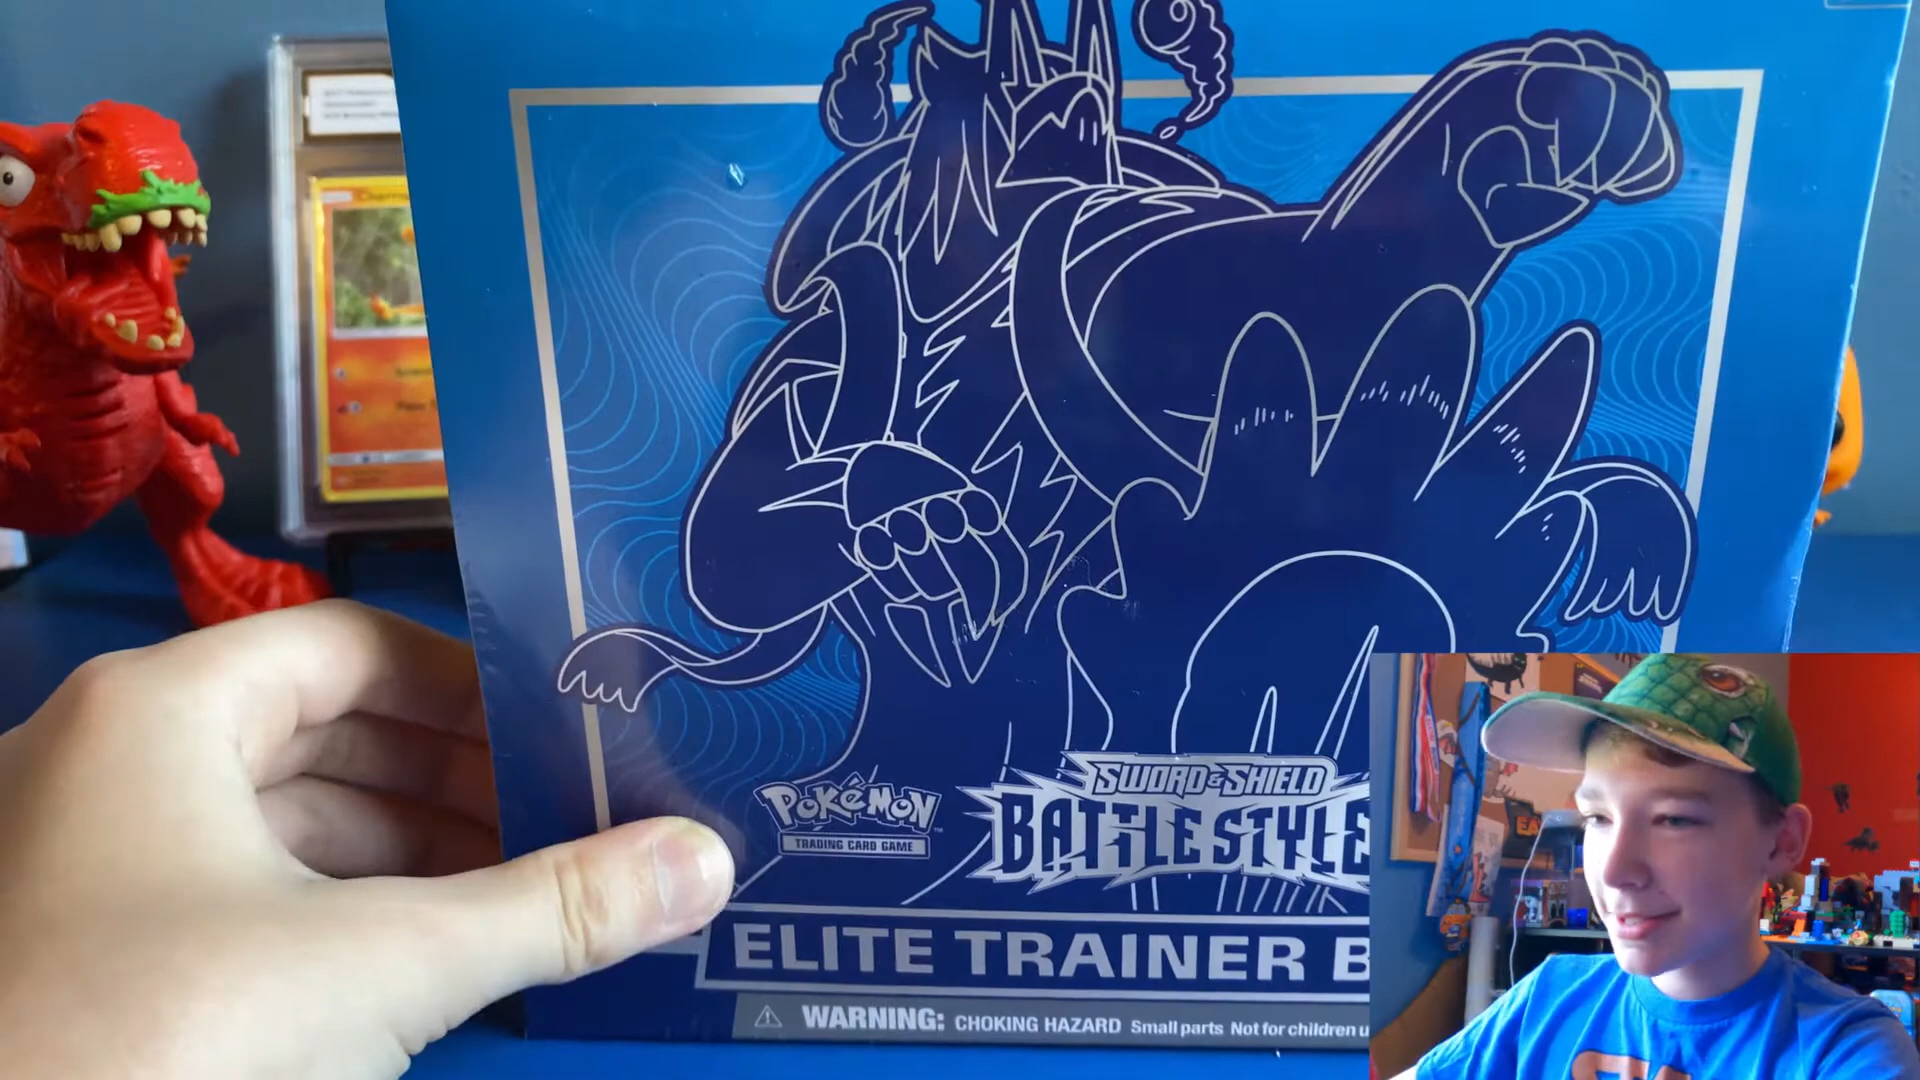 POKÉMON
TRADING CARD GAME
SWORD & SHIELD
BATTLE STYLE
ELITE TRAINER B
WARNING: CHOKING HAZARD Small parts Not for children u